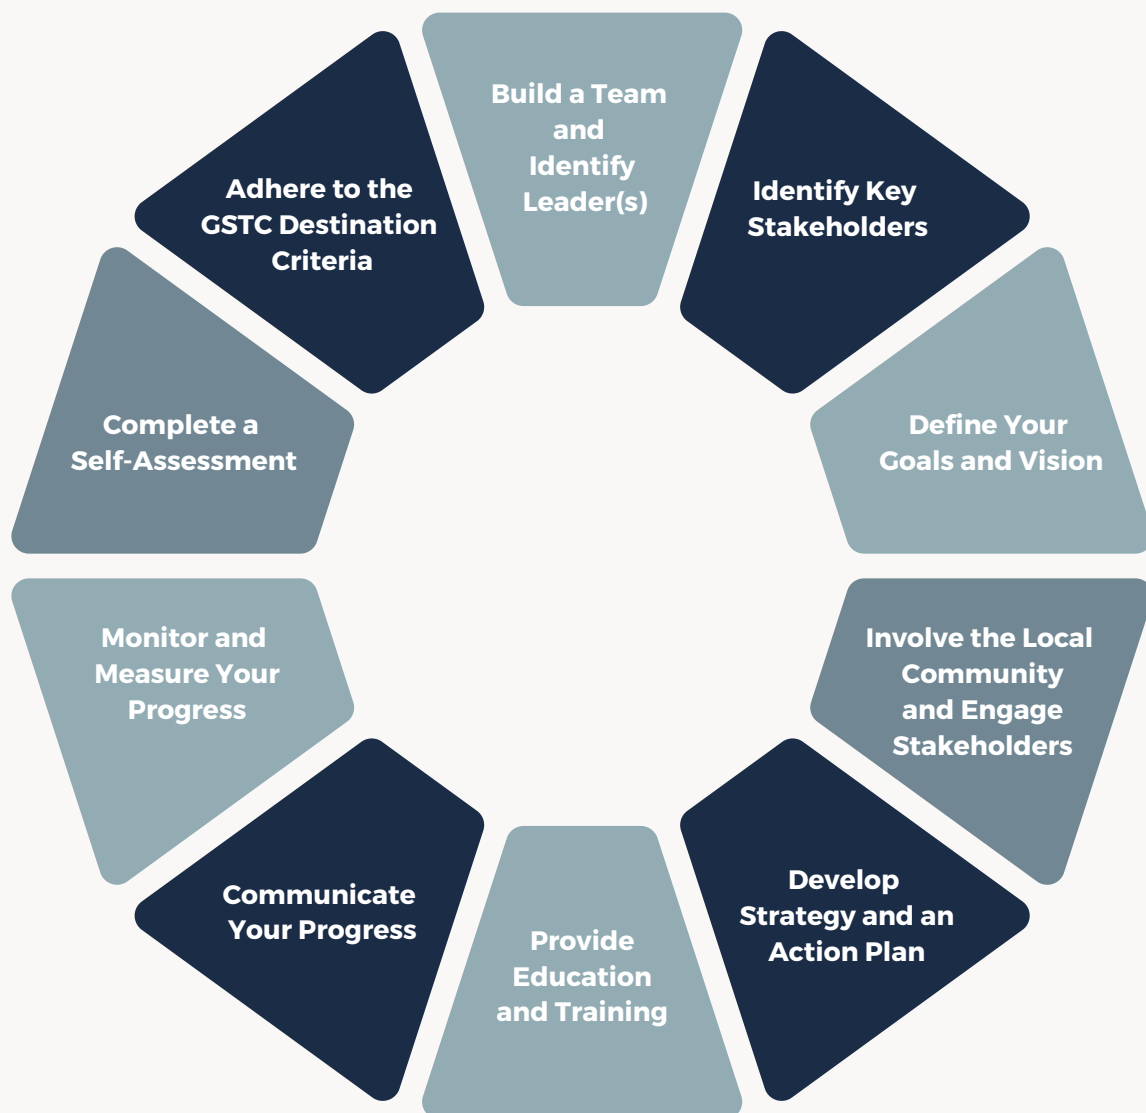 Build a Team
and
Identify
Leader(s)
Identify Key
Stakeholders
Define Your
Goals and Vision
Involve the Local
Community
and Engage
Stakeholders
Develop
Strategy and an
Action Plan
Provide
Education
and Training
Communicate
Your Progress
Monitor and
Measure Your
Progress
Complete a
Self-Assessment
Adhere to the
GSTC Destination
Criteria